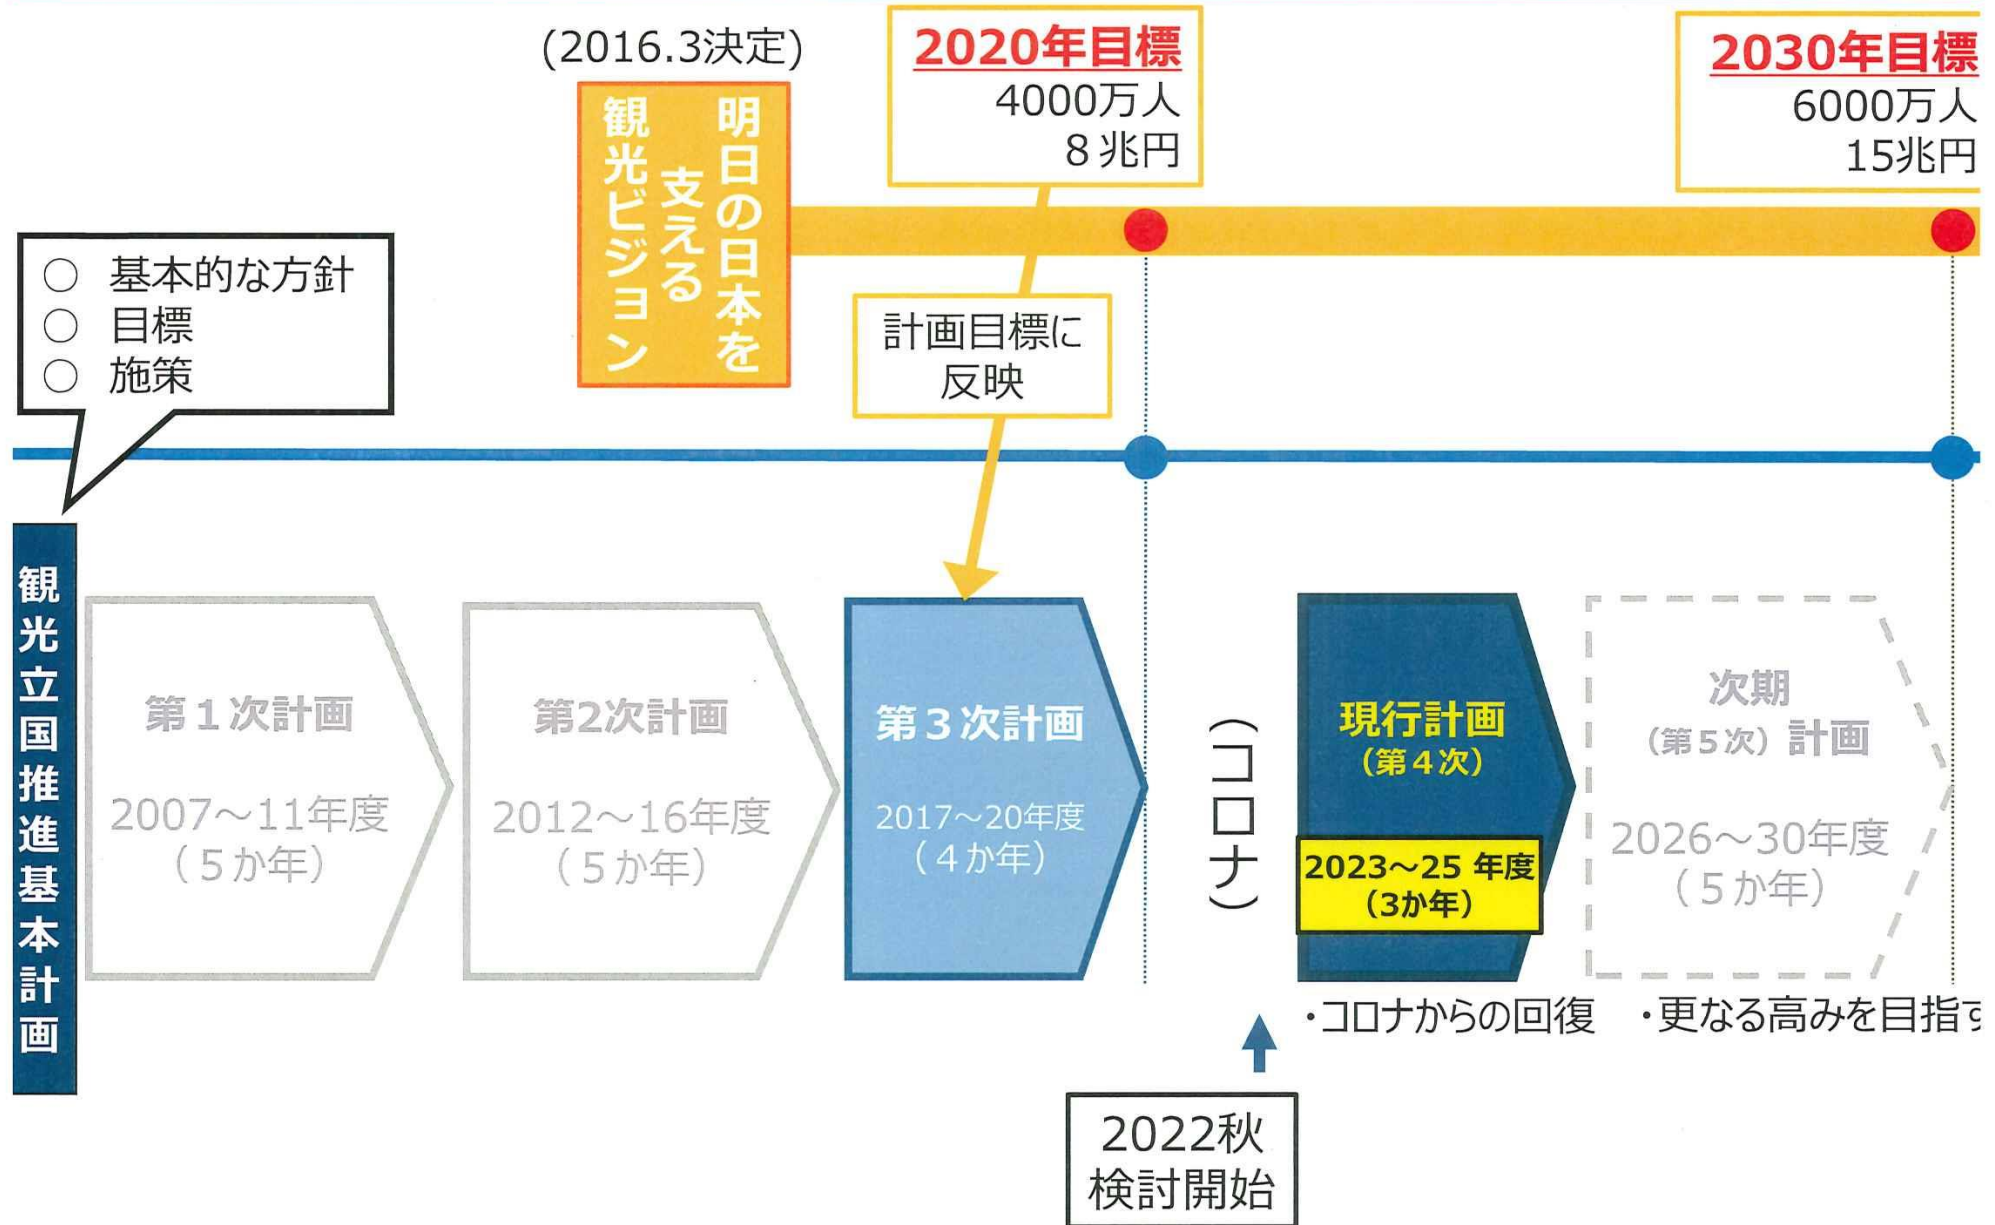 (2016.3決定)
明日の日本を
支える
観光ビジョン
2020年目標
4000万人
８兆円
2030年目標
6000万人
15兆円
○ 基本的な方針
○ 目標
○ 施策
計画目標に
反映
観光立国推進基本計画
第１次計画
2007～11年度
（５か年）
第2次計画
2012～16年度
（５か年）
第３次計画
2017～20年度
（４か年）
（コロナ）
現行計画
（第４次）
2023～25 年度
（3か年）
次期
（第５次）計画
2026～30年度
（５か年）
・コロナからの回復
・更なる高みを目指す
2022秋
検討開始